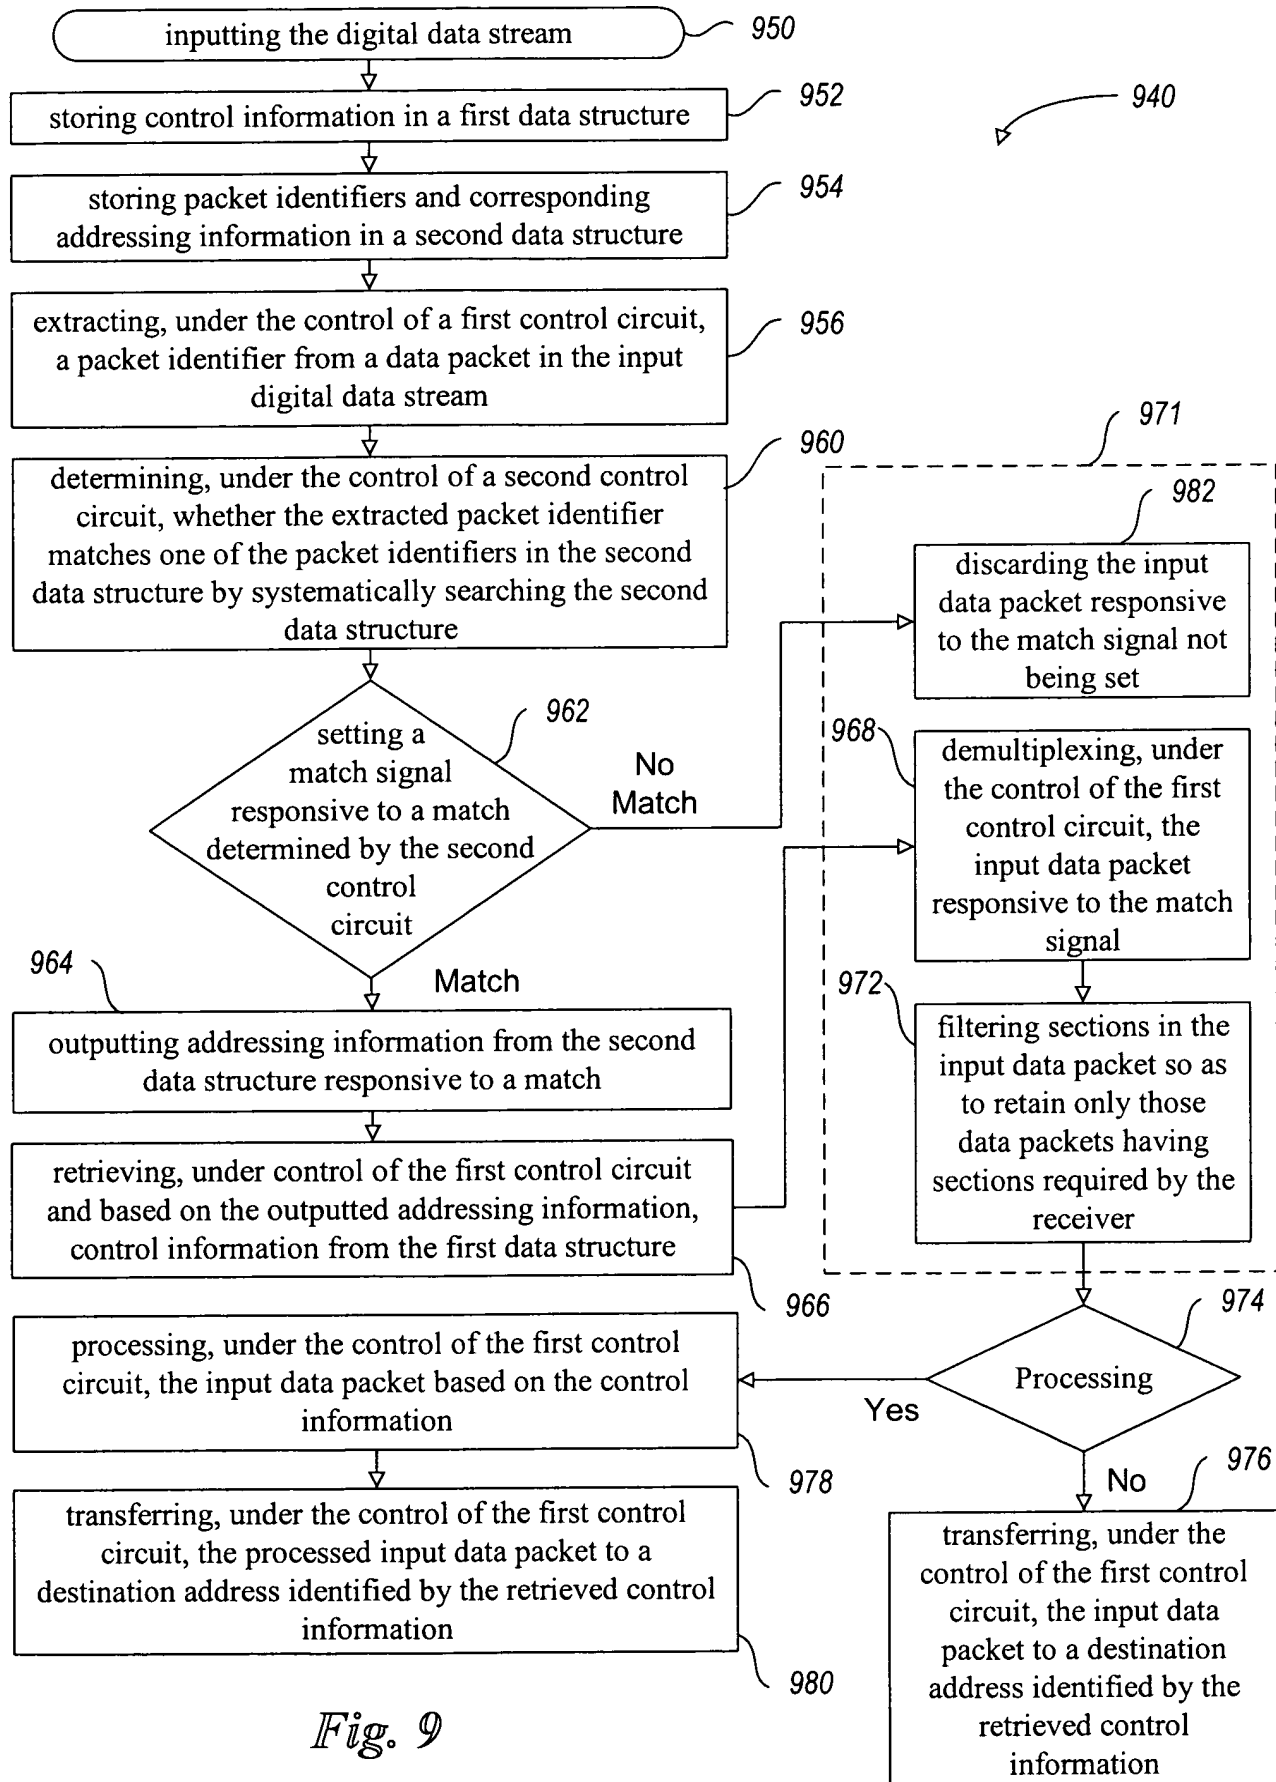 inputting the digital data stream
950
storing control information in a first data structure
952
940
storing packet identifiers and corresponding
addressing information in a second data structure
954
extracting, under the control of a first control circuit,
a packet identifier from a data packet in the input
digital data stream
956
determining, under the control of a second control
circuit, whether the extracted packet identifier
matches one of the packet identifiers in the second
data structure by systematically searching the second
data structure
960
971
982
discarding the input
data packet responsive
to the match signal not
being set
setting a
match signal
responsive to a match
determined by the second
control
circuit
962
No
Match
968
demultiplexing, under
the control of the first
control circuit, the
input data packet
responsive to the match
signal
Match
964
outputting addressing information from the second
data structure responsive to a match
972
filtering sections in the
input data packet so as
to retain only those
data packets having
sections required by the
receiver
retrieving, under control of the first control circuit
and based on the outputted addressing information,
control information from the first data structure
966
974
Processing
Yes
No
processing, under the control of the first control
circuit, the input data packet based on the control
information
978
976
transferring, under the control of the first control
circuit, the processed input data packet to a
destination address identified by the retrieved control
information
980
transferring, under the
control of the first control
circuit, the input data
packet to a destination
address identified by the
retrieved control
information
Fig. 9